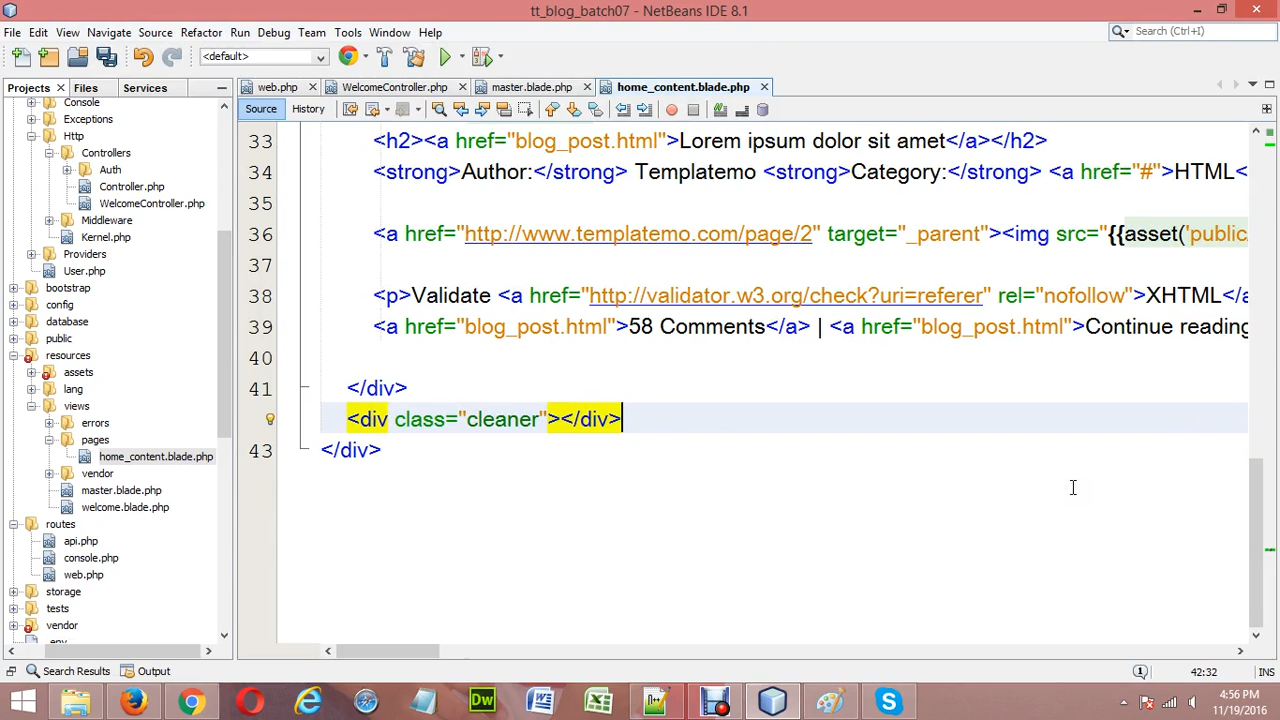 tt_blog_batch07 - NetBeans IDE 8.1
File Edit View Navigate Source Refactor Run Debug Team Tools Window Help
Search (Ctrl+I)
<default>
Projects Files Services
web.php WelcomeController.php master.blade.php home_content.blade.php
Source History
Console
Exceptions
Http
Controllers
Auth
Controller.php
WelcomeController.php
Middleware
Kernel.php
Providers
User.php
bootstrap
config
database
public
resources
assets
lang
views
errors
pages
home_content.blade.php
vendor
master.blade.php
welcome.blade.php
routes
api.php
console.php
web.php
storage
tests
vendor
.env
33 <h2><a href="blog_post.html">Lorem ipsum dolor sit amet</a></h2>
34 <strong>Author:</strong> Templatemo <strong>Category:</strong> <a href="#">HTML<
35
36 <a href="http://www.templatemo.com/page/2" target="_parent"><img src="{{asset('public/
37
38 <p>Validate <a href="http://validator.w3.org/check?uri=referer" rel="nofollow">XHTML</a
39 <a href="blog_post.html">58 Comments</a> | <a href="blog_post.html">Continue reading
40
41 </div>
<div class="cleaner"></div>
43 </div>
Search Results Output
42:32 INS
4:56 PM
11/19/2016